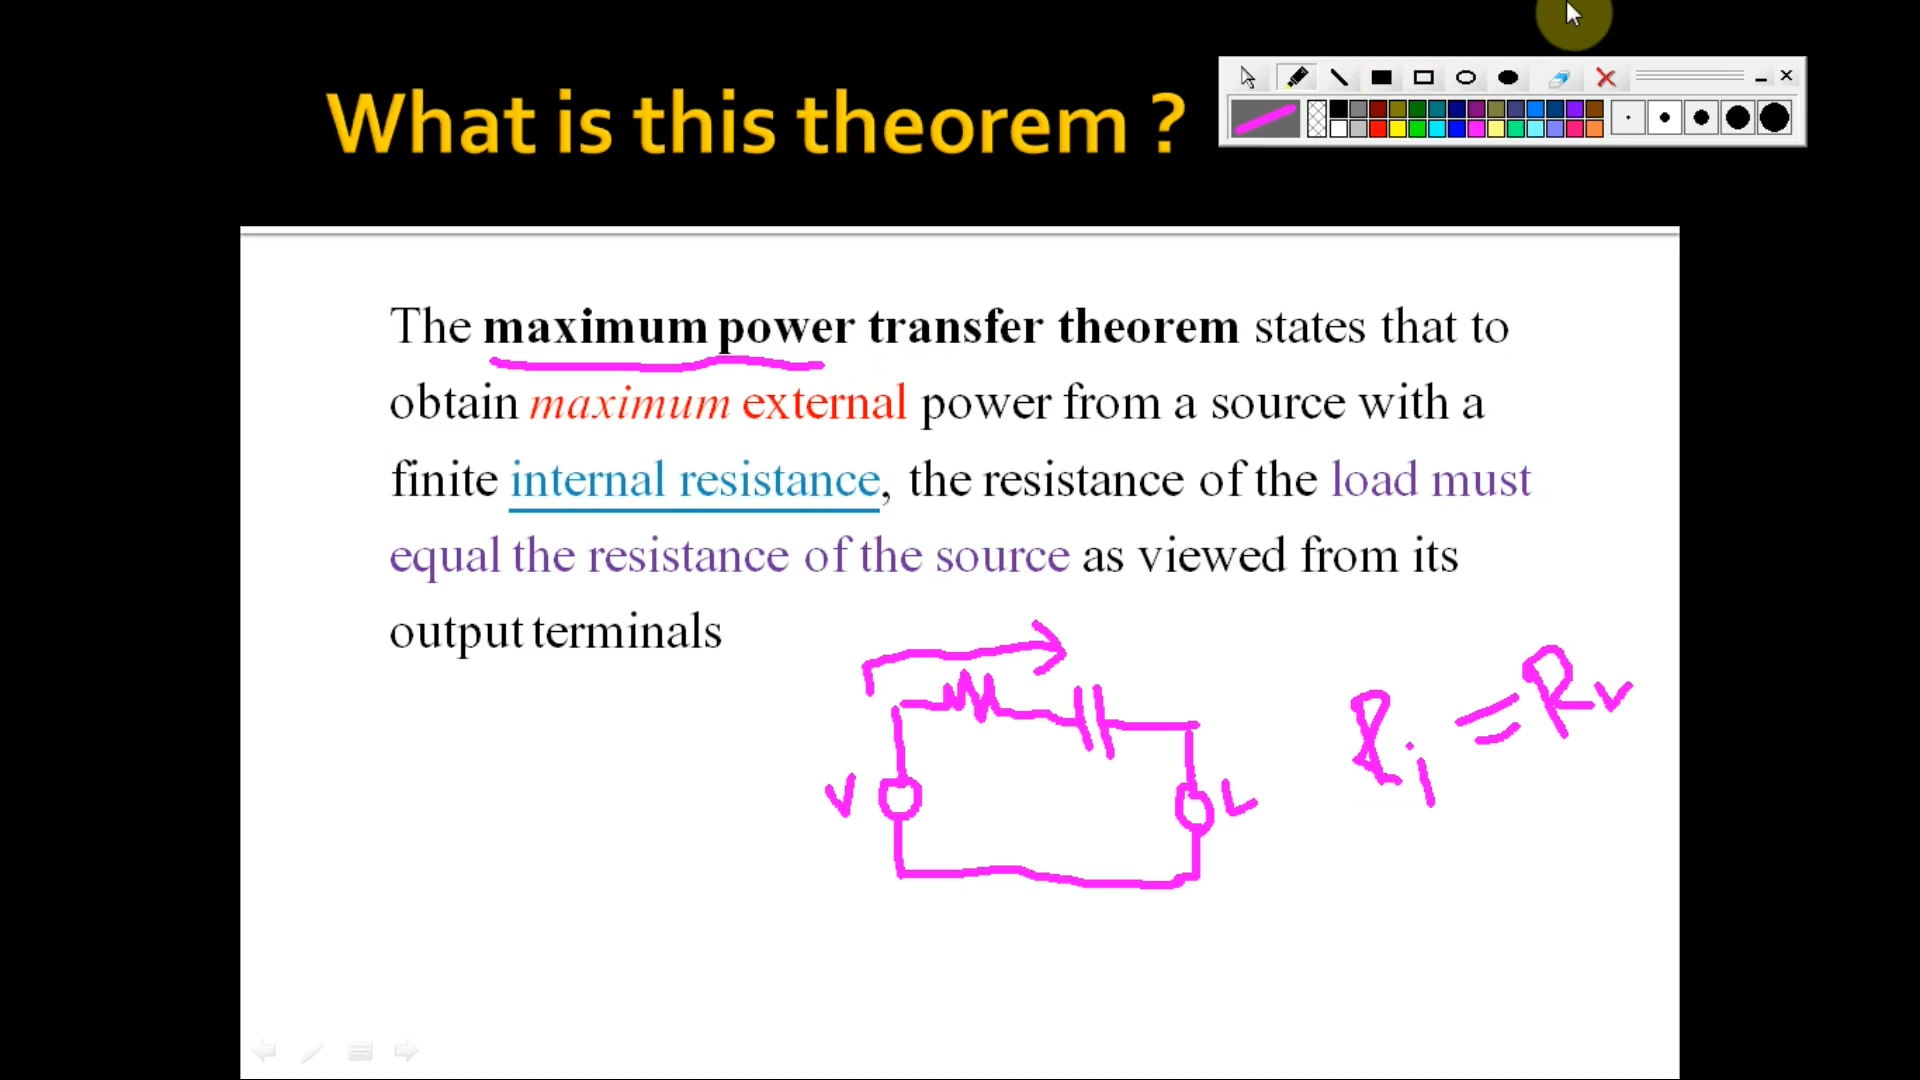 What is this theorem ?
The maximum power transfer theorem states that to
obtain maximum external power from a source with a
finite internal resistance, the resistance of the load must
equal the resistance of the source as viewed from its
output terminals
V
L
Ri = Rv